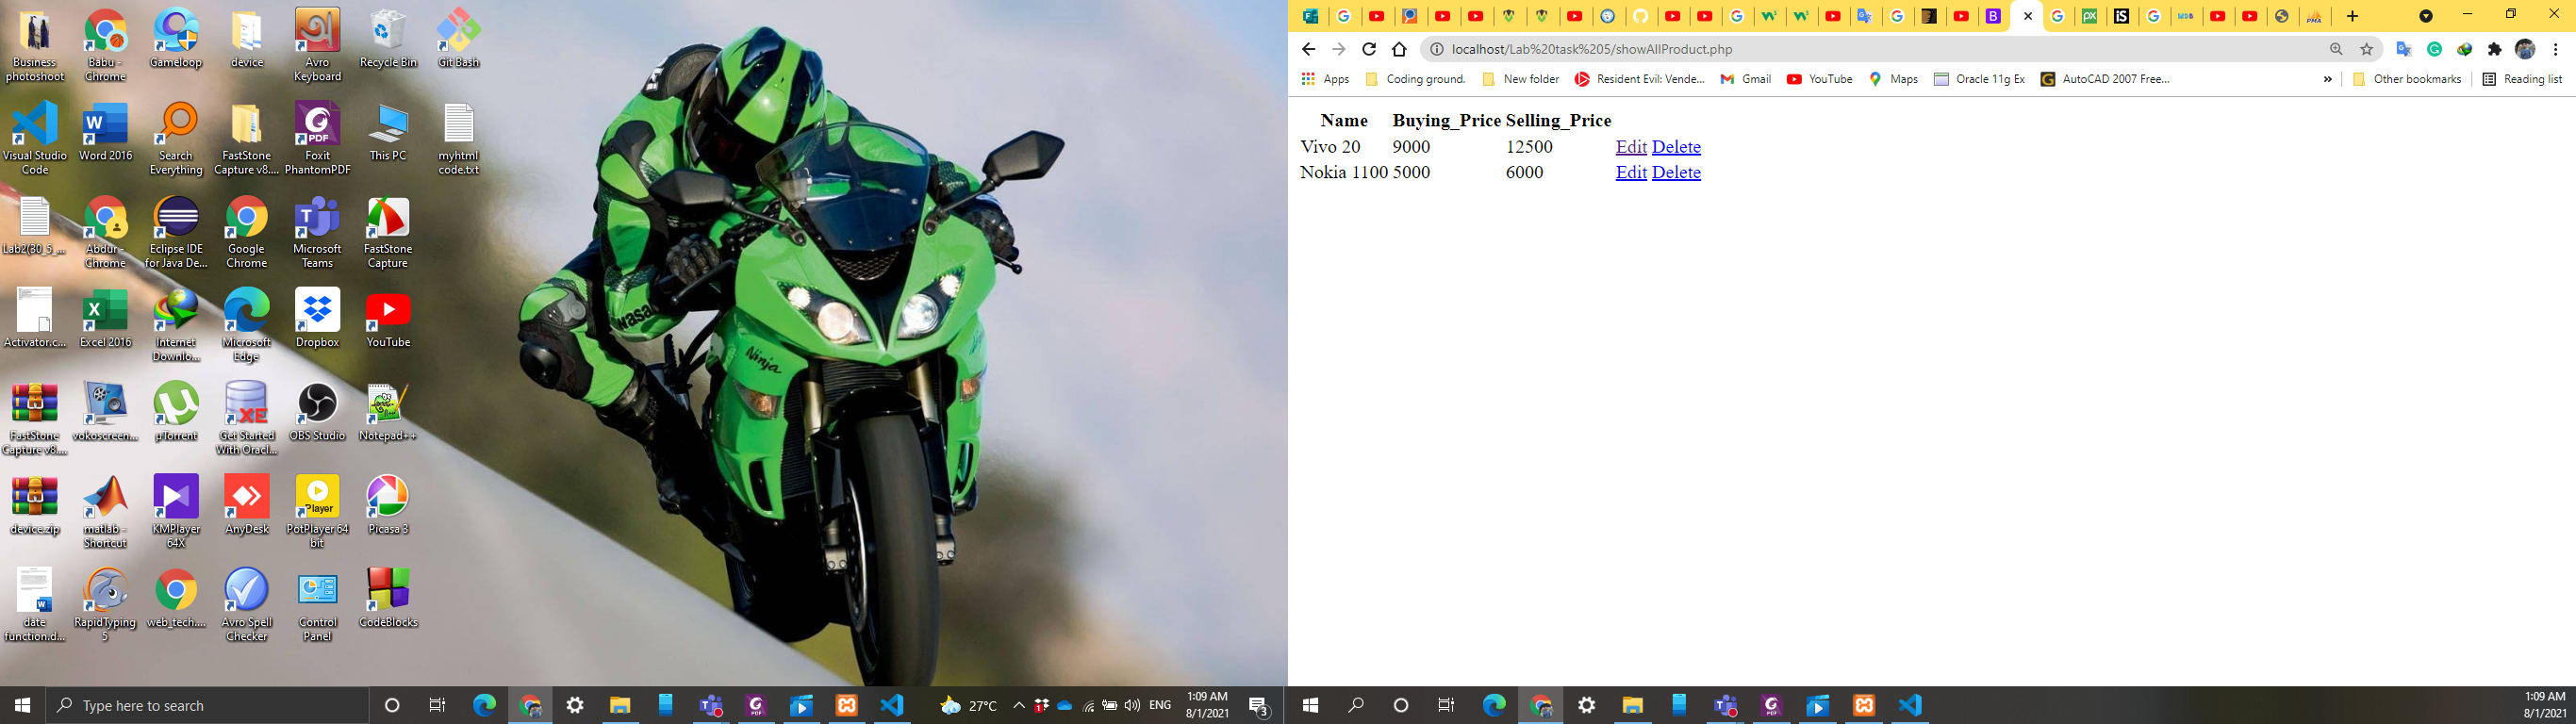 Business photoshoot
Babu - Chrome
Gameloop
device
Avro Keyboard
Recycle Bin
Git Bash
Visual Studio Code
Word 2016
Search Everything
FastStone Capture v8....
Foxit PhantomPDF
This PC
myhtml code.txt
Lab2(30_5_...
Abdur - Chrome
Eclipse IDE for Java De...
Google Chrome
Microsoft Teams
FastStone Capture
Activator.c...
Excel 2016
Internet Downlo...
Microsoft Edge
Dropbox
YouTube
FastStone Capture v8....
vokoscreen...
µTorrent
Get Started With Oracl...
OBS Studio
Notepad++
device.zip
matlab - Shortcut
KMPlayer 64X
AnyDesk
PotPlayer 64 bit
Picasa 3
date function.d...
RapidTyping 5
web_tech....
Avro Spell Checker
Control Panel
CodeBlocks
Ninja
Type here to search
27°C
ENG
1:09 AM
8/1/2021
3
localhost/Lab%20task%205/showAllProduct.php
Apps
Coding ground.
New folder
Resident Evil: Vende...
Gmail
YouTube
Maps
Oracle 11g Ex
AutoCAD 2007 Free...
»
Other bookmarks
Reading list
Name Buying_Price Selling_Price
Vivo 20 9000 12500 Edit Delete
Nokia 1100 5000 6000 Edit Delete
1:09 AM
8/1/2021